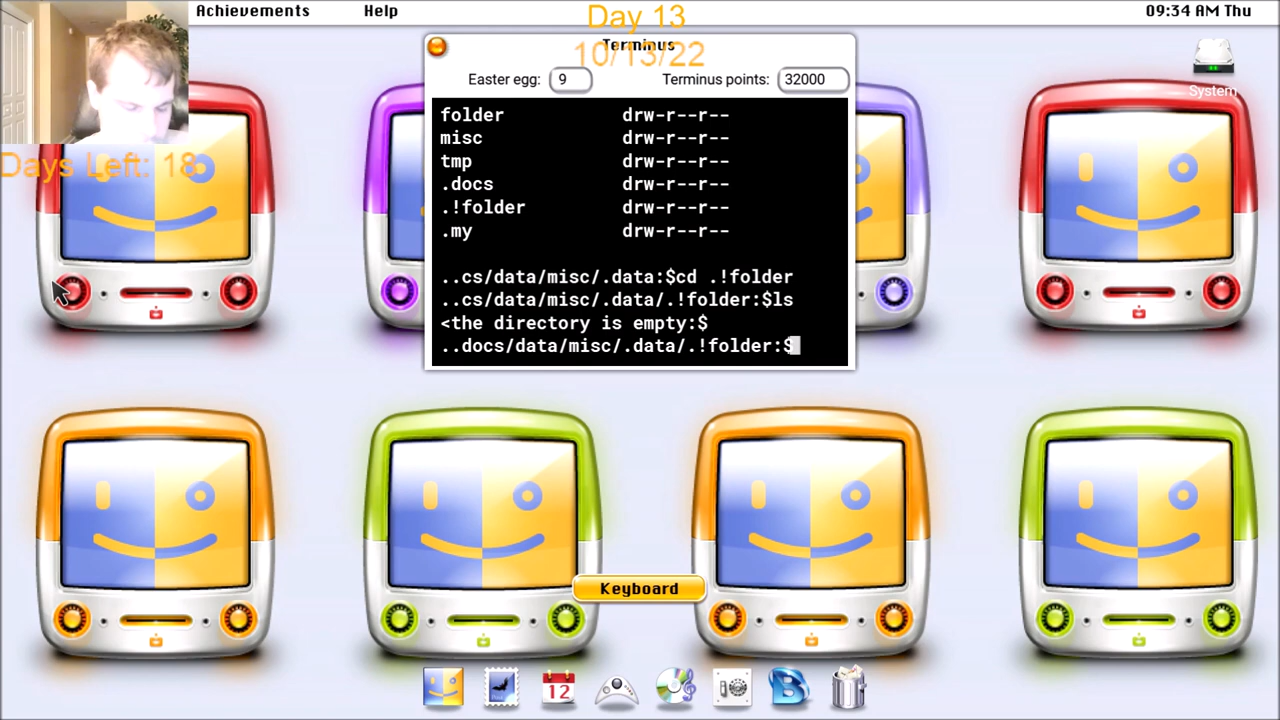 Achievements Help 09:34 AM Thu
Day 13
10/13/22
Days Left: 18
Terminus
Easter egg: 9 Terminus points: 32000
folder drw-r--r--
misc drw-r--r--
tmp drw-r--r--
.docs drw-r--r--
.!folder drw-r--r--
.my drw-r--r--
..cs/data/misc/.data:$cd .!folder
..cs/data/misc/.data/.!folder:$ls
<the directory is empty:$
..docs/data/misc/.data/.!folder:$
System
Keyboard
12
B